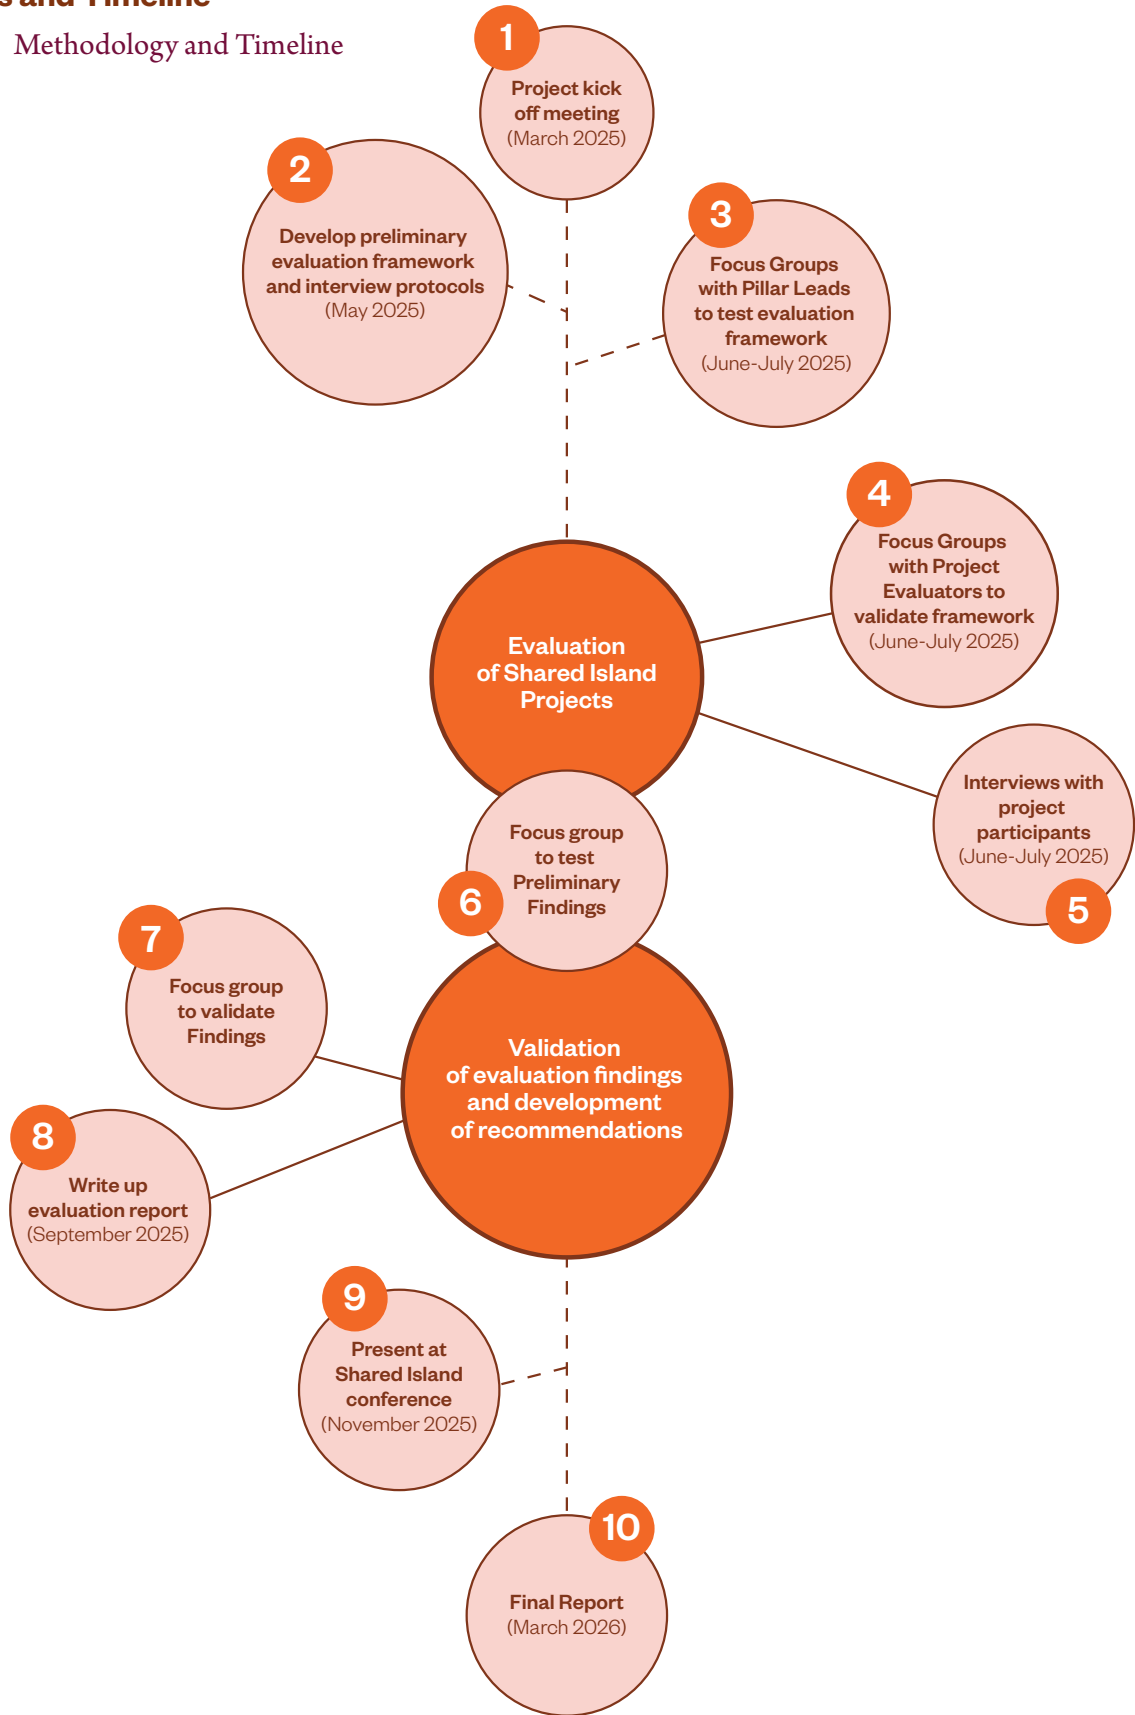 and Timeline
Methodology and Timeline
1
Project kick
off meeting
(March 2025)
2
Develop preliminary
evaluation framework
and interview protocols
(May 2025)
3
Focus Groups
with Pillar Leads
to test evaluation
framework
(June-July 2025)
4
Focus Groups
with Project
Evaluators to
validate framework
(June-July 2025)
Evaluation
of Shared Island
Projects
Interviews with
project
participants
(June-July 2025)
5
Focus group
to test
Preliminary
Findings
6
7
Focus group
to validate
Findings
Validation
of evaluation findings
and development
of recommendations
8
Write up
evaluation report
(September 2025)
9
Present at
Shared Island
conference
(November 2025)
10
Final Report
(March 2026)